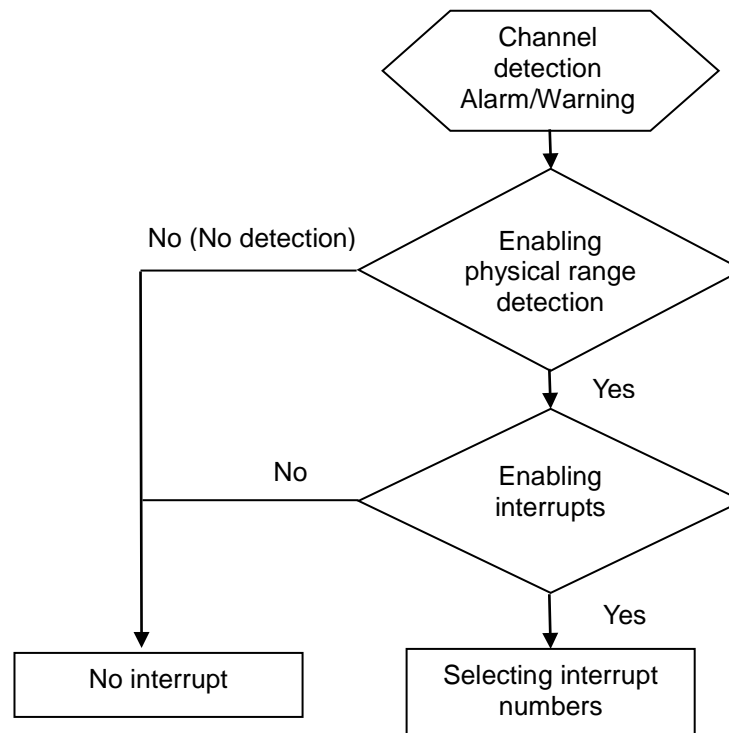 Channel
detection
Alarm/Warning
No (No detection)
Enabling
physical range
detection
Yes
No
Enabling
interrupts
Yes
No interrupt
Selecting interrupt
numbers